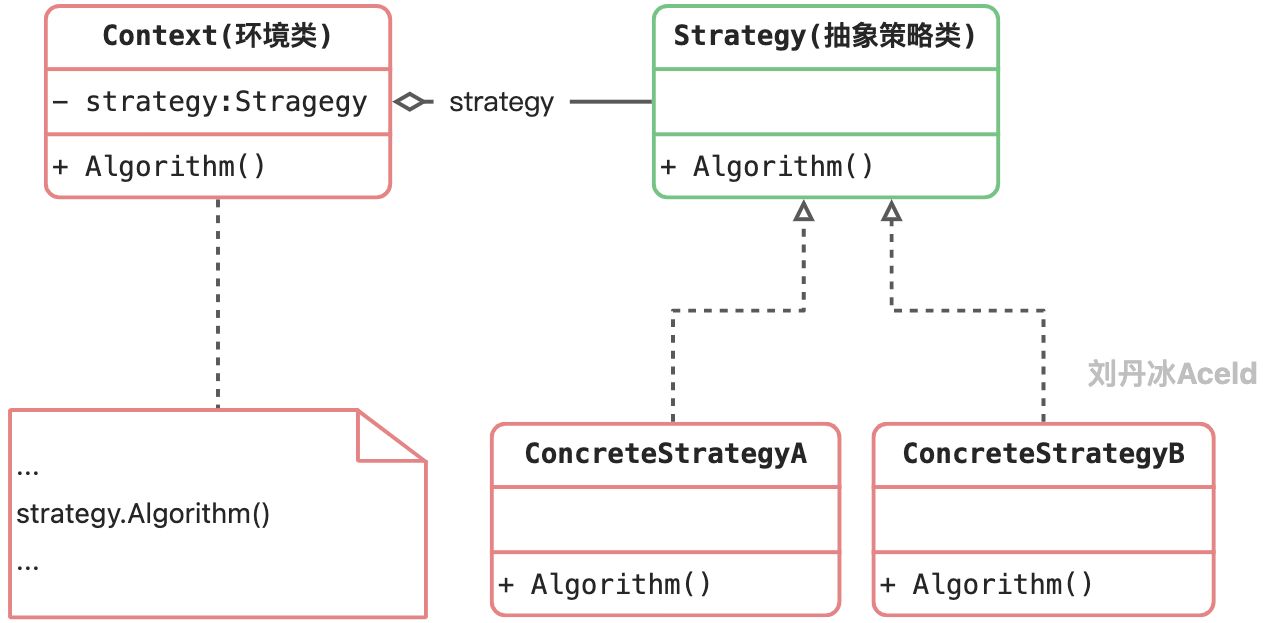 Context(环境类)
- strategy:Stragegy
+ Algorithm()
strategy
Strategy(抽象策略类)
+ Algorithm()
刘丹冰Aceld
...
strategy.Algorithm()
...
ConcreteStrategyA
+ Algorithm()
ConcreteStrategyB
+ Algorithm()